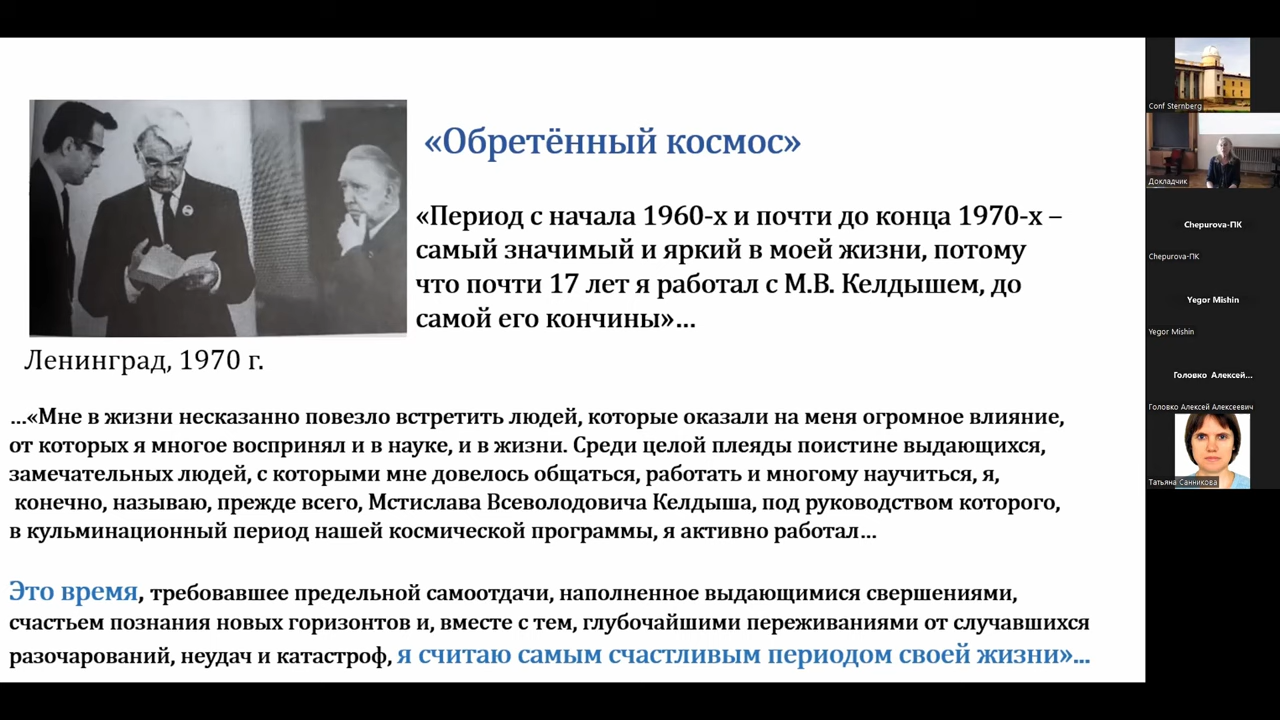 «Обретённый космос»
«Период с начала 1960-х и почти до конца 1970-х –
самый значимый и яркий в моей жизни, потому
что почти 17 лет я работал с М.В. Келдышем, до
самой его кончины»...
Ленинград, 1970 г.
...«Мне в жизни несказанно повезло встретить людей, которые оказали на меня огромное влияние,
от которых я многое воспринял и в науке, и в жизни. Среди целой плеяды поистине выдающихся,
замечательных людей, с которыми мне довелось общаться, работать и многому научиться, я,
конечно, называю, прежде всего, Мстислава Всеволодовича Келдыша, под руководством которого,
в кульминационный период нашей космической программы, я активно работал...
Это время, требовавшее предельной самоотдачи, наполненное выдающимися свершениями,
счастьем познания новых горизонтов и, вместе с тем, глубочайшими переживаниями от случавшихся
разочарований, неудач и катастроф, я считаю самым счастливым периодом своей жизни»...
Conf Sternberg
Докладчик
Chepurova-ПК
Chepurova-ПК
Yegor Mishin
Yegor Mishin
Головко Алексей...
Головко Алексей Алексеевич
Татьяна Санникова